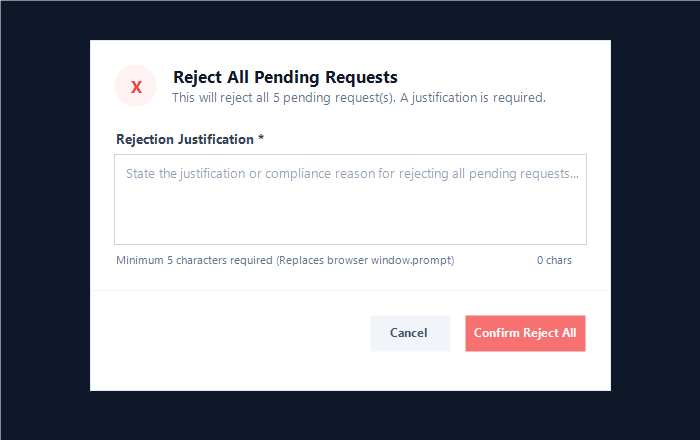 X
Reject All Pending Requests
This will reject all 5 pending request(s). A justification is required.
Rejection Justification *
State the justification or compliance reason for rejecting all pending requests...
Minimum 5 characters required (Replaces browser window.prompt)
0 chars
Cancel
Confirm Reject All